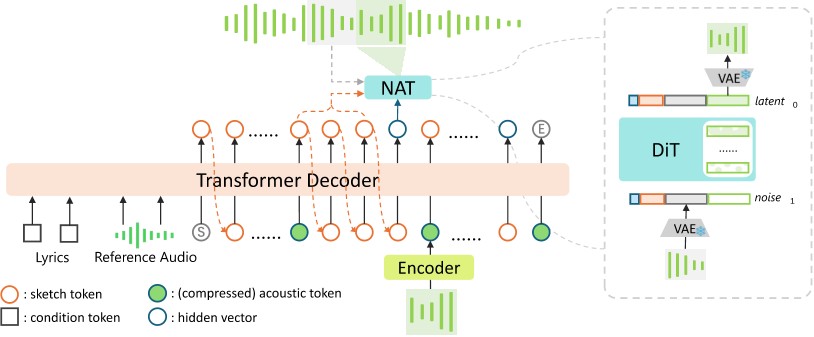 NAT
......
E
Transformer Decoder
S
......
......
Lyrics
Reference Audio
Encoder
: sketch token
: (compressed) acoustic token
: condition token
: hidden vector
VAE
latent 0
DiT
......
noise 1
VAE